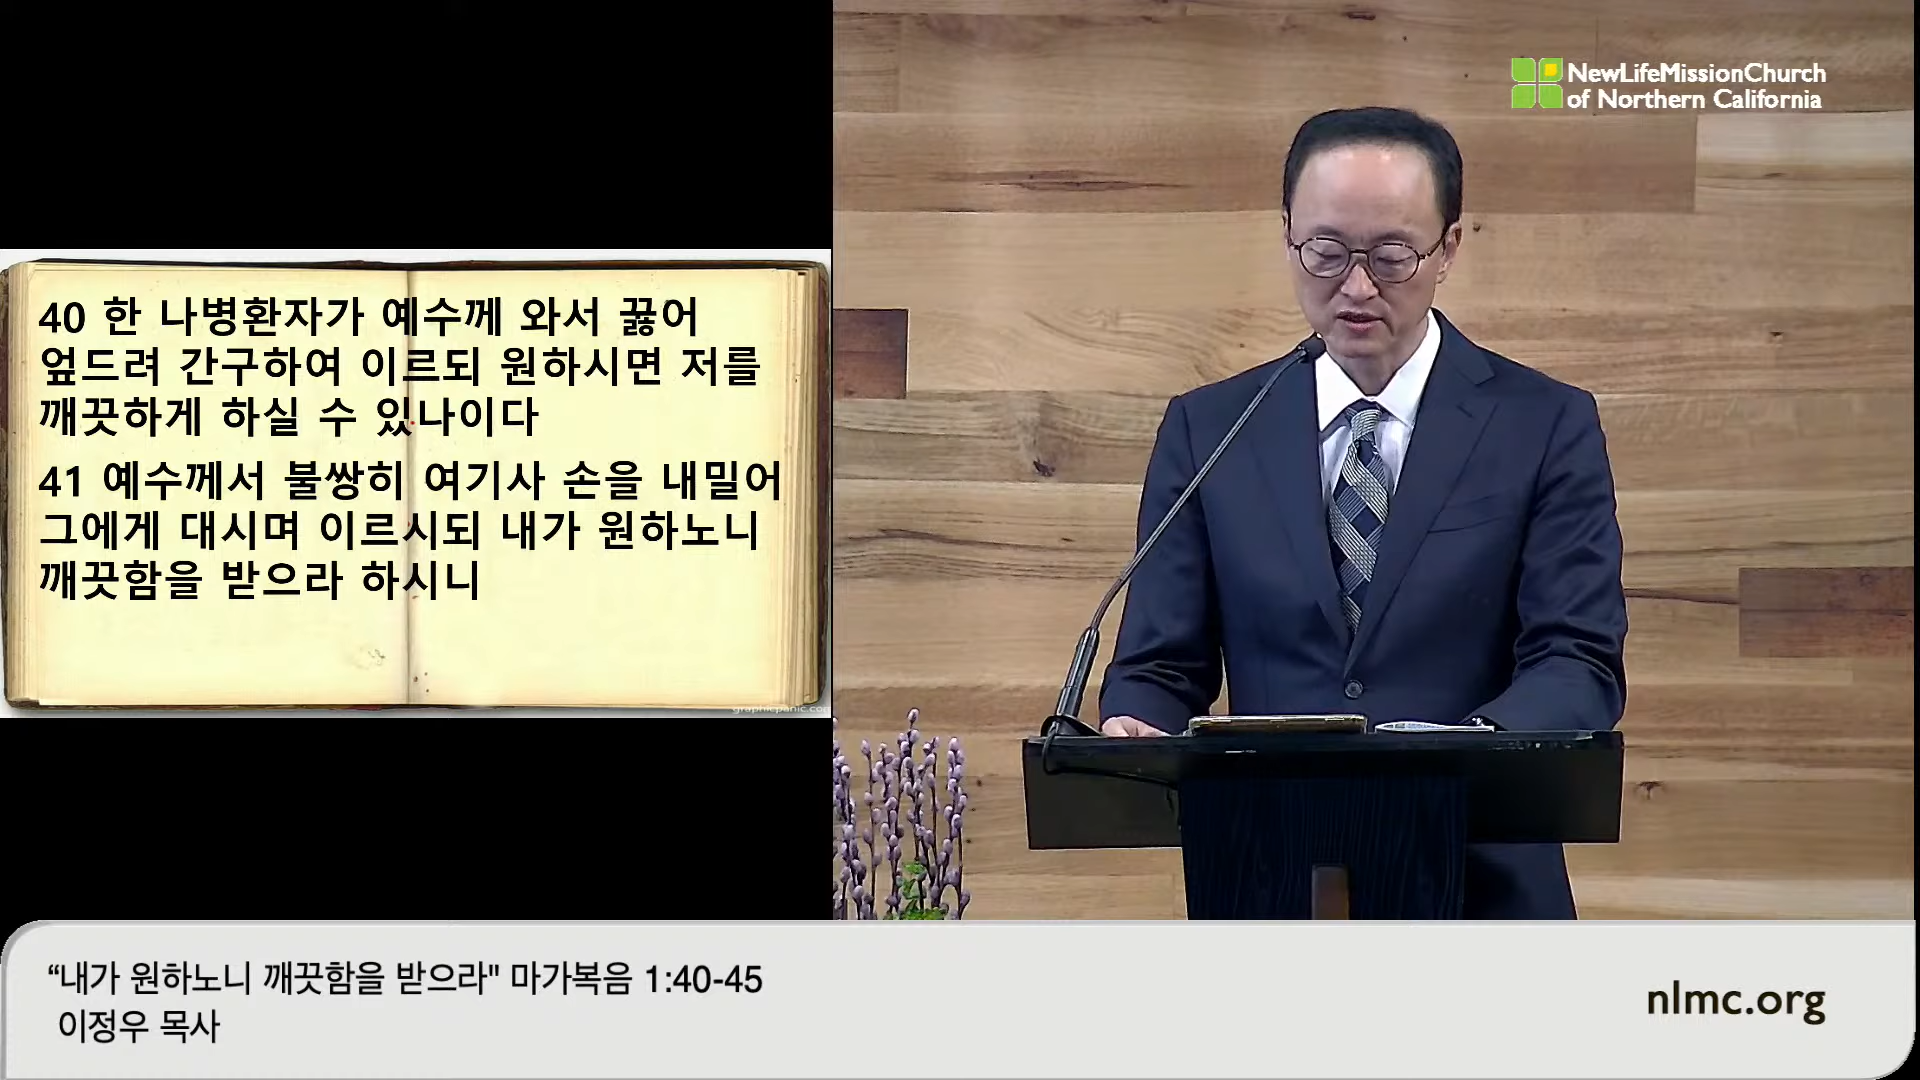 NewLifeMissionChurch
of Northern California
40 한 나병환자가 예수께 와서 꿇어
엎드려 간구하여 이르되 원하시면 저를
깨끗하게 하실 수 있나이다
41 예수께서 불쌍히 여기사 손을 내밀어
그에게 대시며 이르시되 내가 원하노니
깨끗함을 받으라 하시니
graphicpanic.com
“내가 원하노니 깨끗함을 받으라" 마가복음 1:40-45
이정우 목사
nlmc.org